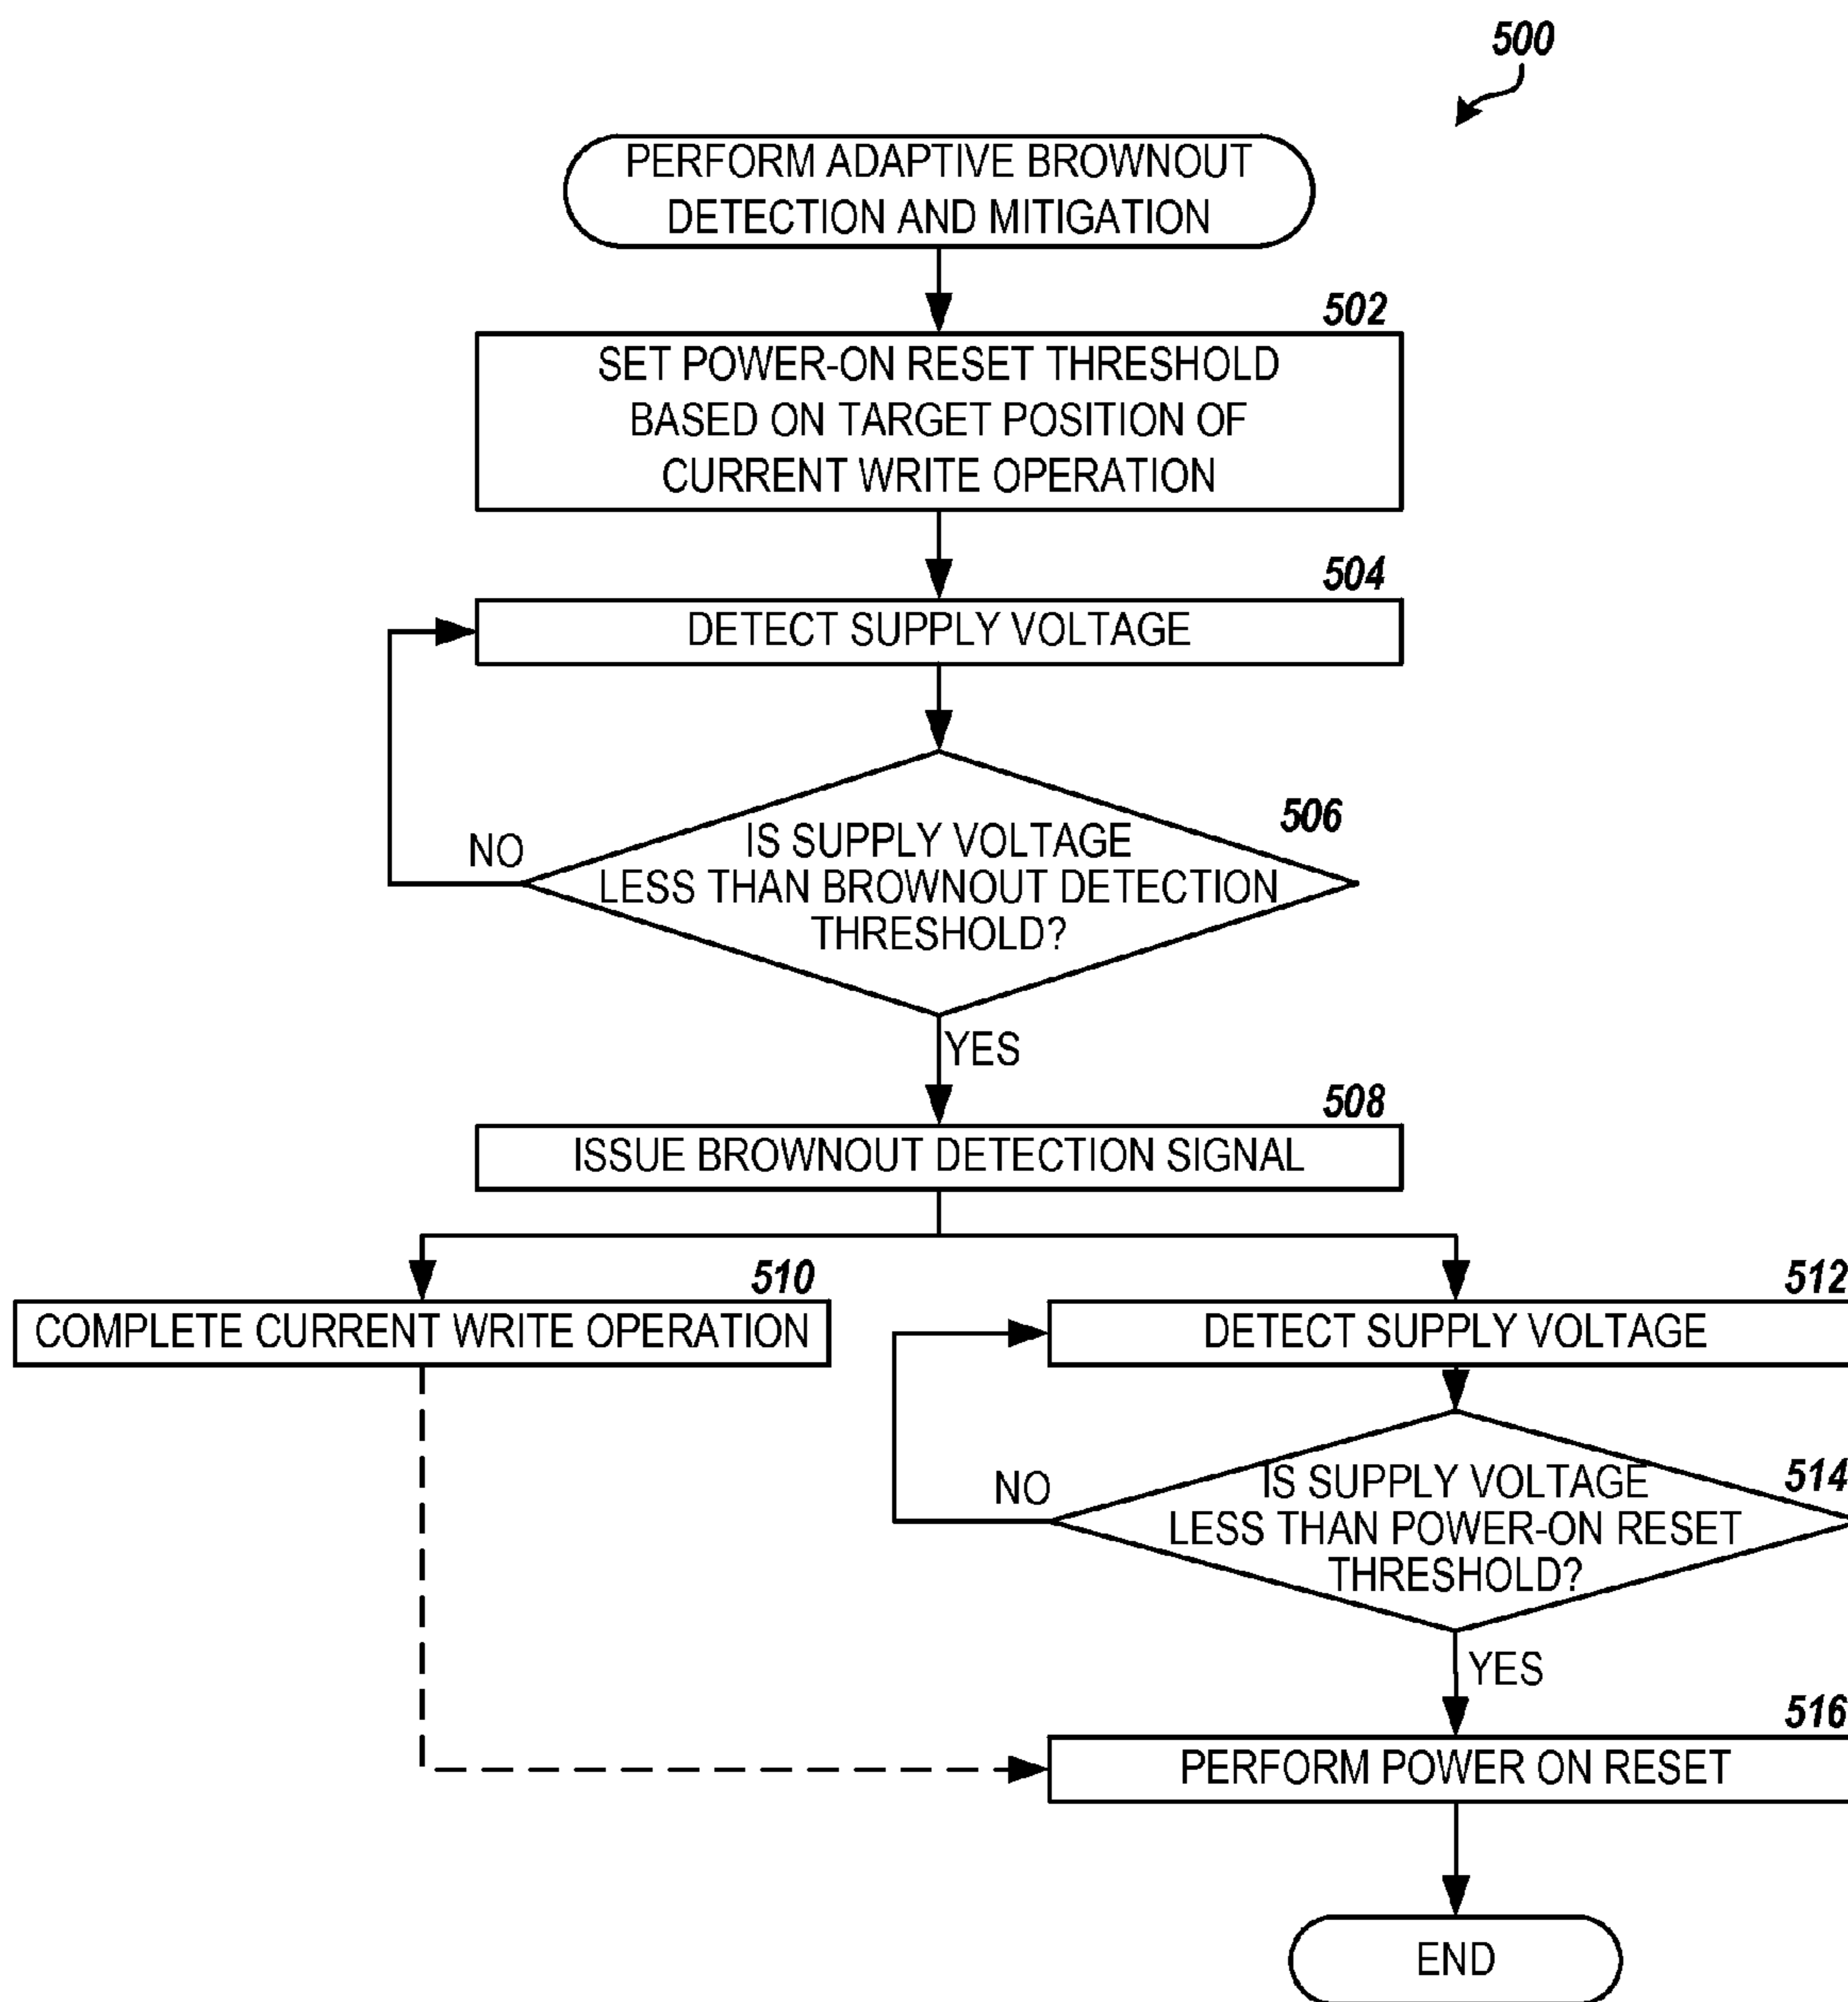 500
PERFORM ADAPTIVE BROWNOUT
DETECTION AND MITIGATION
502
SET POWER-ON RESET THRESHOLD
BASED ON TARGET POSITION OF
CURRENT WRITE OPERATION
504
DETECT SUPPLY VOLTAGE
506
IS SUPPLY VOLTAGE
LESS THAN BROWNOUT DETECTION
THRESHOLD?
NO
YES
508
ISSUE BROWNOUT DETECTION SIGNAL
510
COMPLETE CURRENT WRITE OPERATION
512
DETECT SUPPLY VOLTAGE
514
IS SUPPLY VOLTAGE
LESS THAN POWER-ON RESET
THRESHOLD?
NO
YES
516
PERFORM POWER ON RESET
END